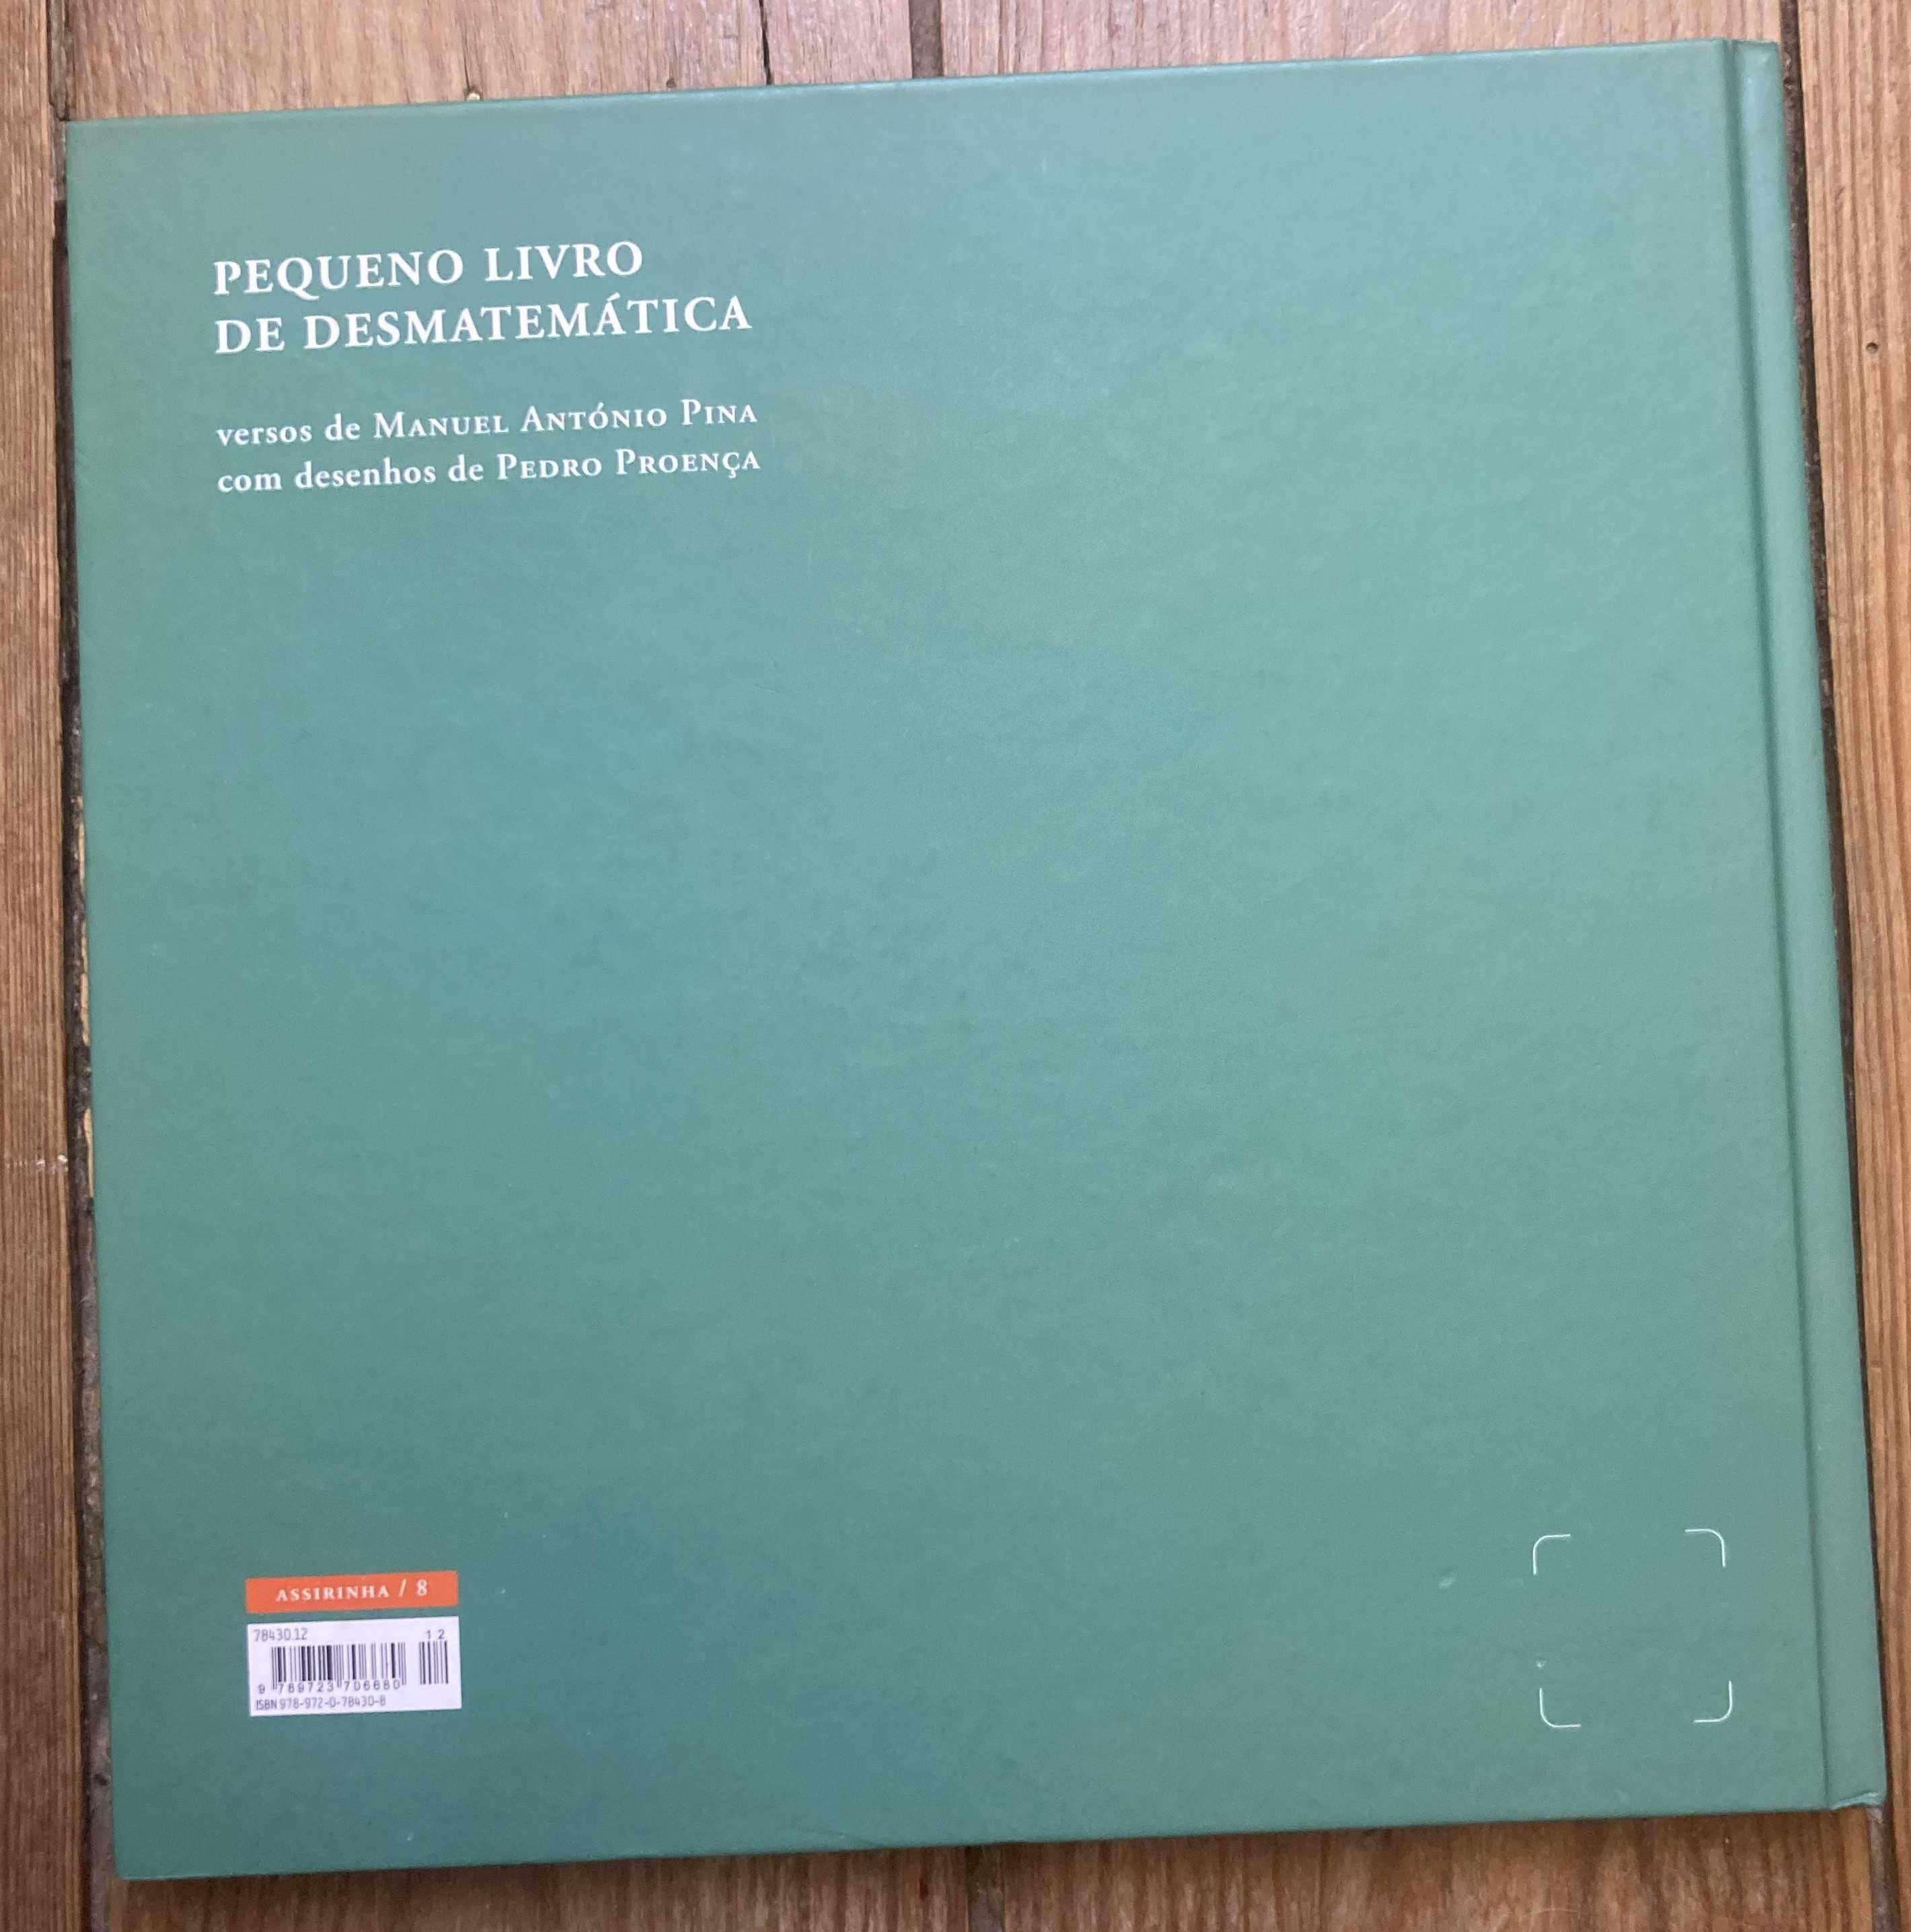 PEQUENO LIVRO
DE DESMATEMÁTICA
versos de MANUEL ANTÓNIO PINA
com desenhos de PEDRO PROENÇA
ASSIRINHA / 8
78430.12
12
9 789723 706680
ISBN 978-972-0-78430-8